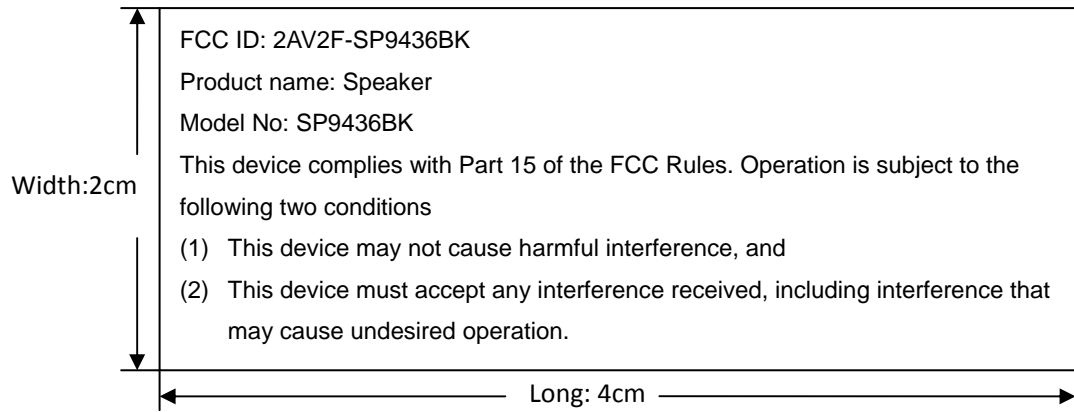 FCC ID: 2AV2F-SP9436BK
Product name: Speaker
Model No: SP9436BK
This device complies with Part 15 of the FCC Rules. Operation is subject to the
following two conditions
(1) This device may not cause harmful interference, and
(2) This device must accept any interference received, including interference that
may cause undesired operation.
Width:2cm
Long: 4cm